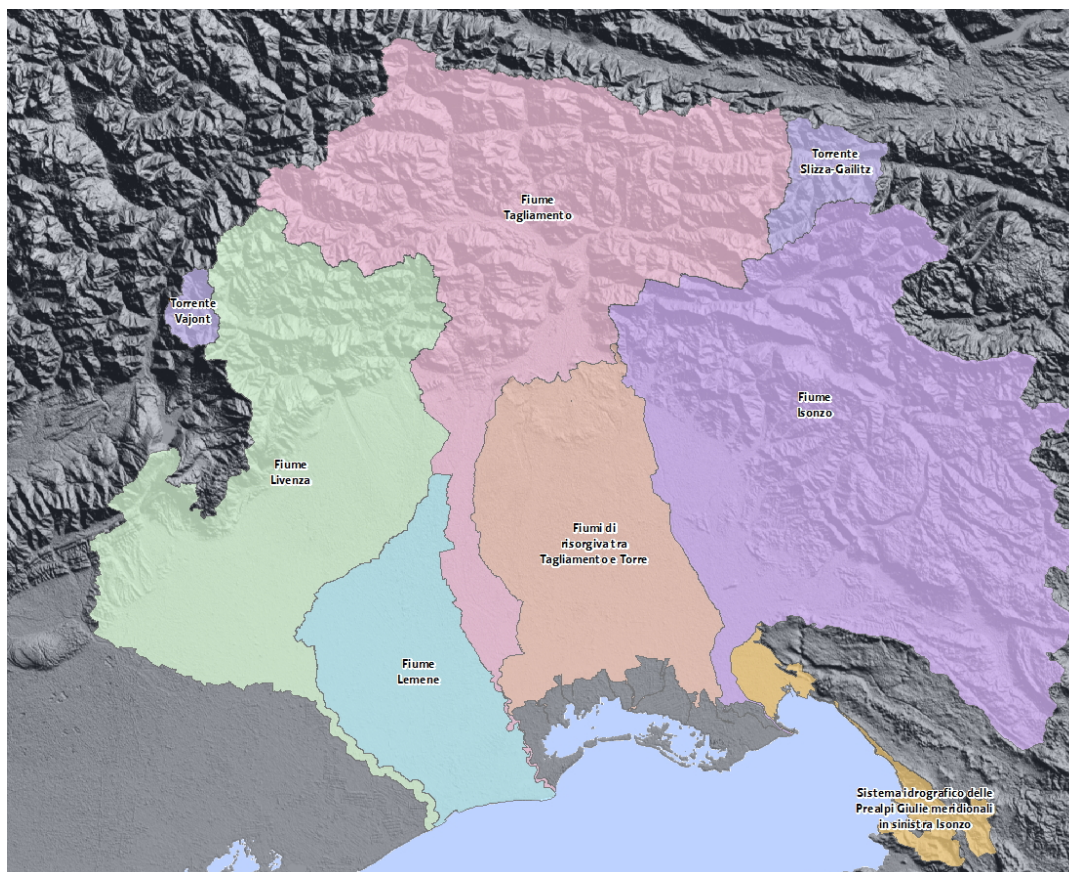 Torrente
Slizza-Gailitz
Fiume
Tagliamento
Torrente
Vajont
Fiume
Isonzo
Fiume
Livenza
Fiumi di
risorgiva tra
Tagliamento e Torre
Fiume
Lemene
Sistema idrografico delle
Prealpi Giulie meridionali
in sinistra Isonzo